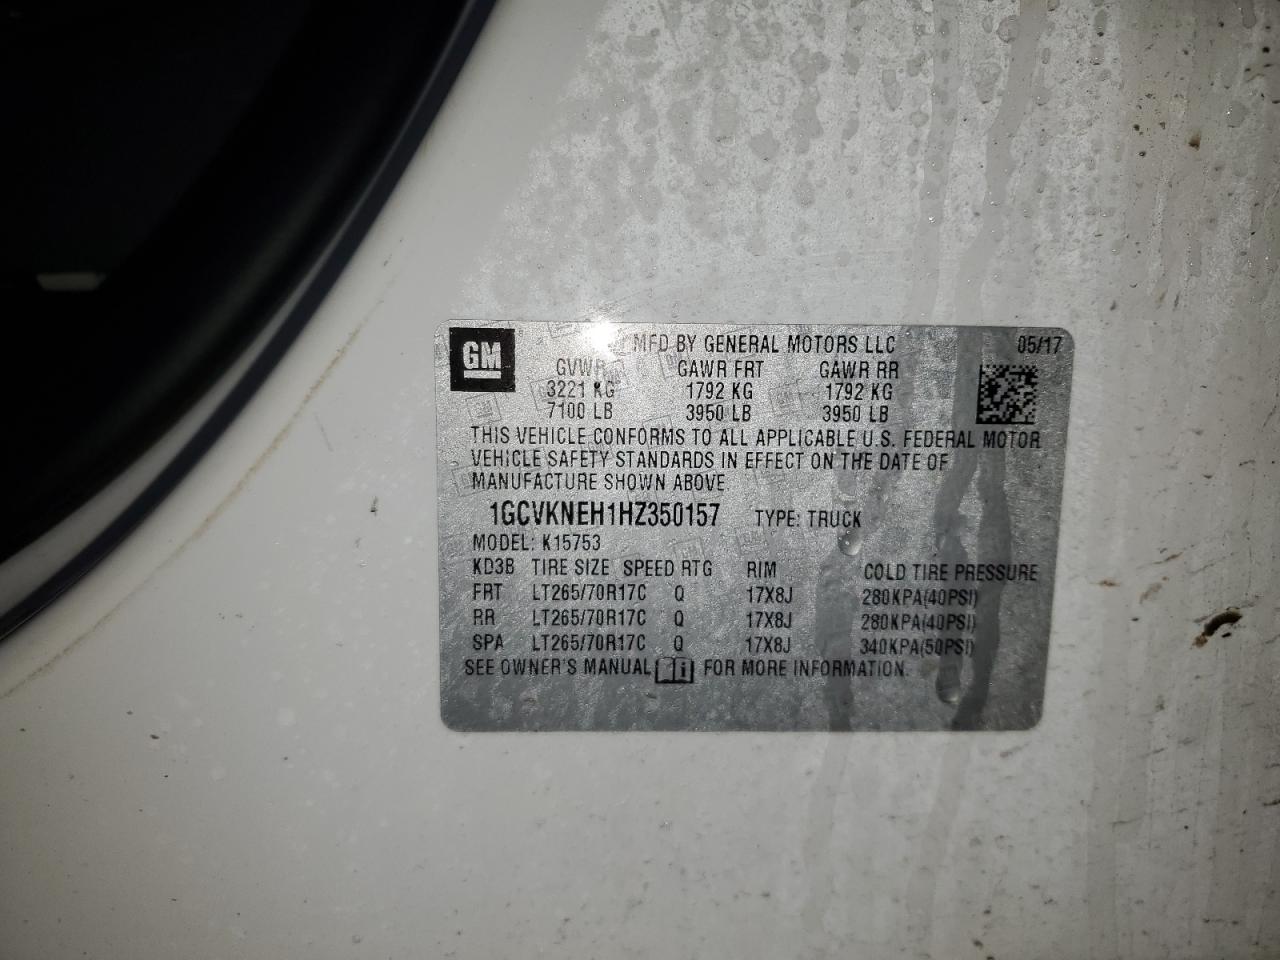 GM
MFD BY GENERAL MOTORS LLC 05/17
GVWR GAWR FRT GAWR RR
3221 KG 1792 KG 1792 KG
7100 LB 3950 LB 3950 LB
THIS VEHICLE CONFORMS TO ALL APPLICABLE U.S. FEDERAL MOTOR
VEHICLE SAFETY STANDARDS IN EFFECT ON THE DATE OF
MANUFACTURE SHOWN ABOVE
1GCVKNEH1HZ350157 TYPE: TRUCK
MODEL: K15753
KD3B TIRE SIZE SPEED RTG RIM COLD TIRE PRESSURE
FRT LT265/70R17C Q 17X8J 280KPA(40PSI)
RR LT265/70R17C Q 17X8J 280KPA(40PSI)
SPA LT265/70R17C Q 17X8J 340KPA(50PSI)
SEE OWNER'S MANUAL i FOR MORE INFORMATION.